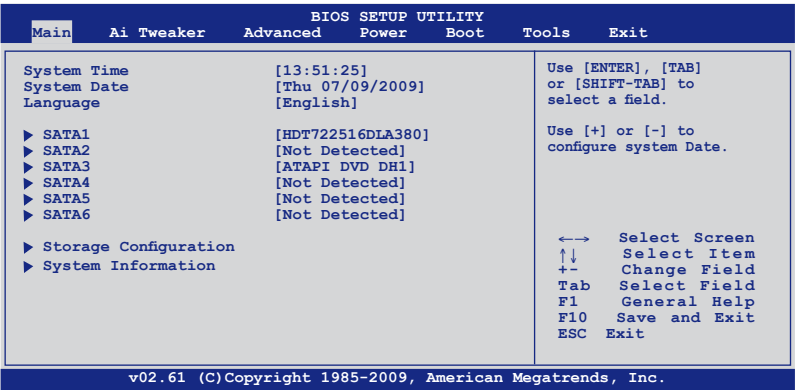 BIOS SETUP UTILITY
Main Ai Tweaker Advanced Power Boot Tools Exit
System Time [13:51:25]
System Date [Thu 07/09/2009]
Language [English]
▶ SATA1 [HDT722516DLA380]
▶ SATA2 [Not Detected]
▶ SATA3 [ATAPI DVD DH1]
▶ SATA4 [Not Detected]
▶ SATA5 [Not Detected]
▶ SATA6 [Not Detected]
▶ Storage Configuration
▶ System Information
Use [ENTER], [TAB]
or [SHIFT-TAB] to
select a field.
Use [+] or [-] to
configure system Date.
←→ Select Screen
↑↓ Select Item
+- Change Field
Tab Select Field
F1 General Help
F10 Save and Exit
ESC Exit
v02.61 (C)Copyright 1985-2009, American Megatrends, Inc.